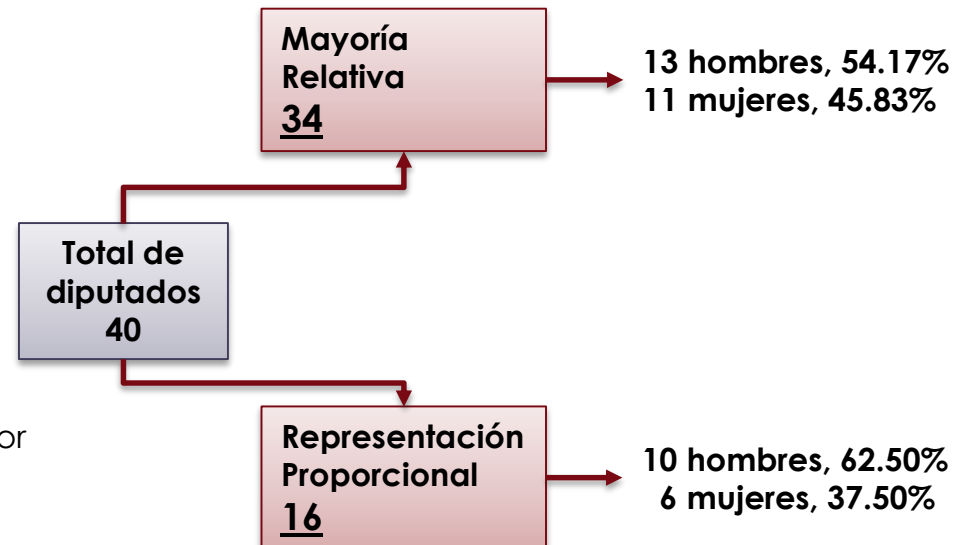 Mayoría
Relativa
34
13 hombres, 54.17%
11 mujeres, 45.83%
Total de
diputados
40
or
Representación
Proporcional
16
10 hombres, 62.50%
6 mujeres, 37.50%